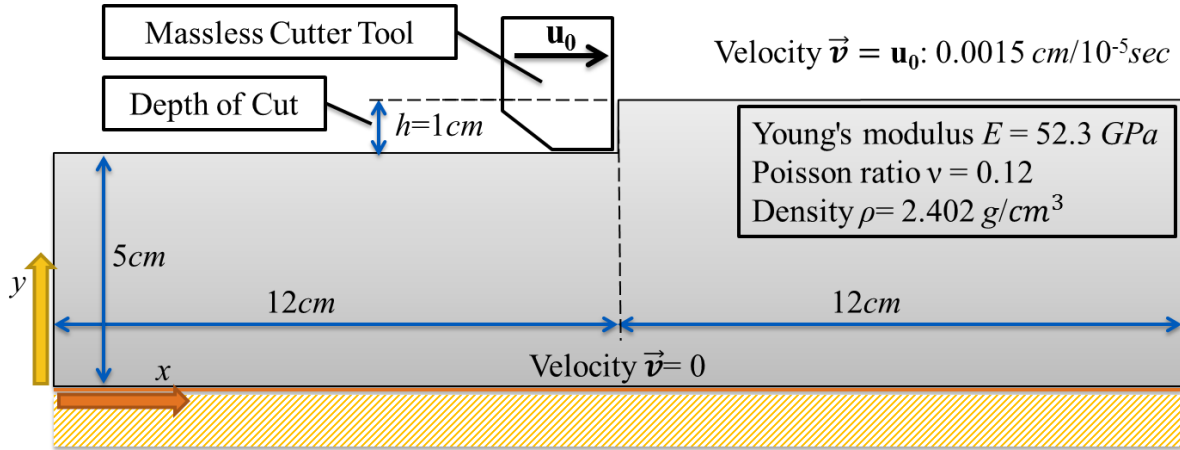 Massless Cutter Tool
u₀
Velocity v⃗ = u₀: 0.0015 cm/10⁻⁵sec
Depth of Cut
h=1cm
Young's modulus E = 52.3 GPa
Poisson ratio ν = 0.12
Density ρ= 2.402 g/cm³
5cm
y
12cm
12cm
Velocity v⃗= 0
x